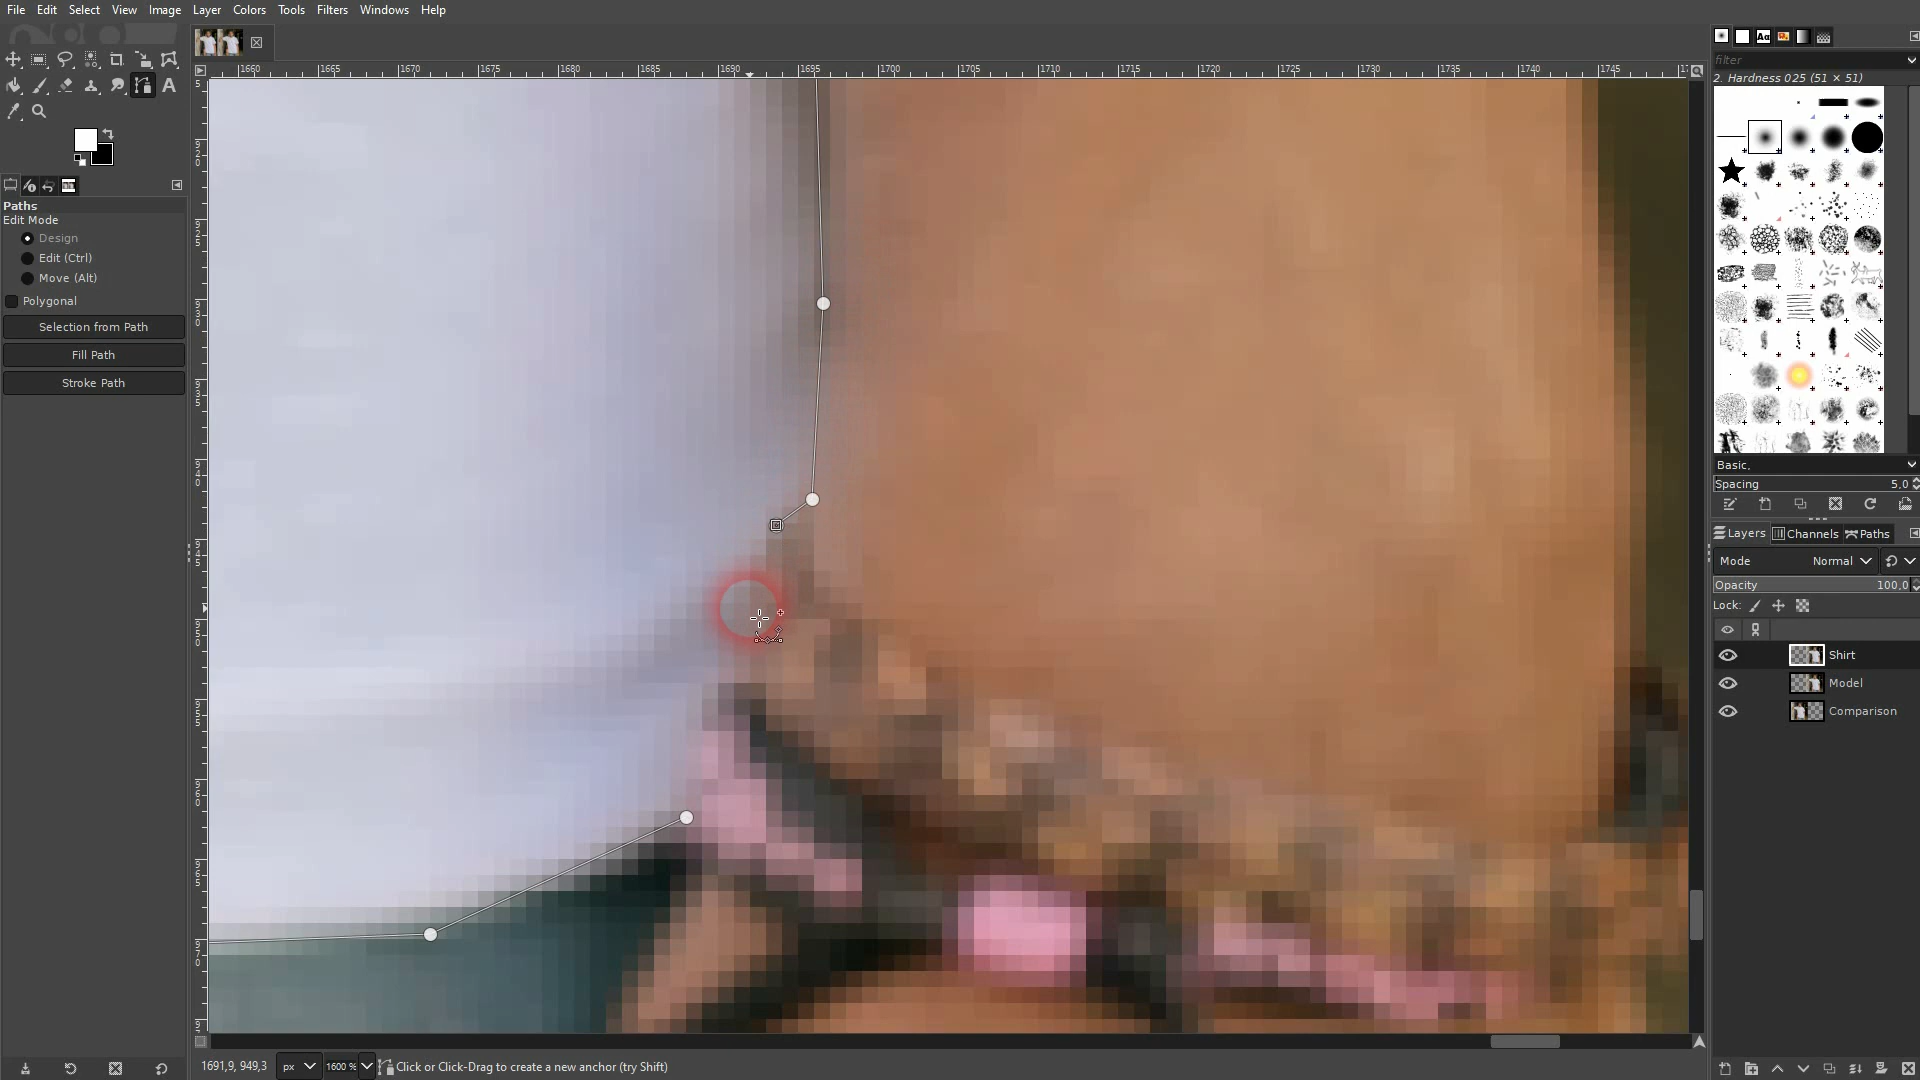 File Edit Select View Image Layer Colors Tools Filters Windows Help
1660 1665 1670 1675 1680 1685 1690 1695 1700 1705 1710 1715 1720 1725 1730 1735 1740 1745
filter
2. Hardness 025 (51 × 51)
Paths
Edit Mode
Design
Edit (Ctrl)
Move (Alt)
Polygonal
Selection from Path
Fill Path
Stroke Path
Basic,
Spacing 5,0
Layers Channels Paths
Mode Normal
Opacity 100,0
Lock:
Shirt
Model
Comparison
1691,9, 949,3 px 1600 % Click or Click-Drag to create a new anchor (try Shift)